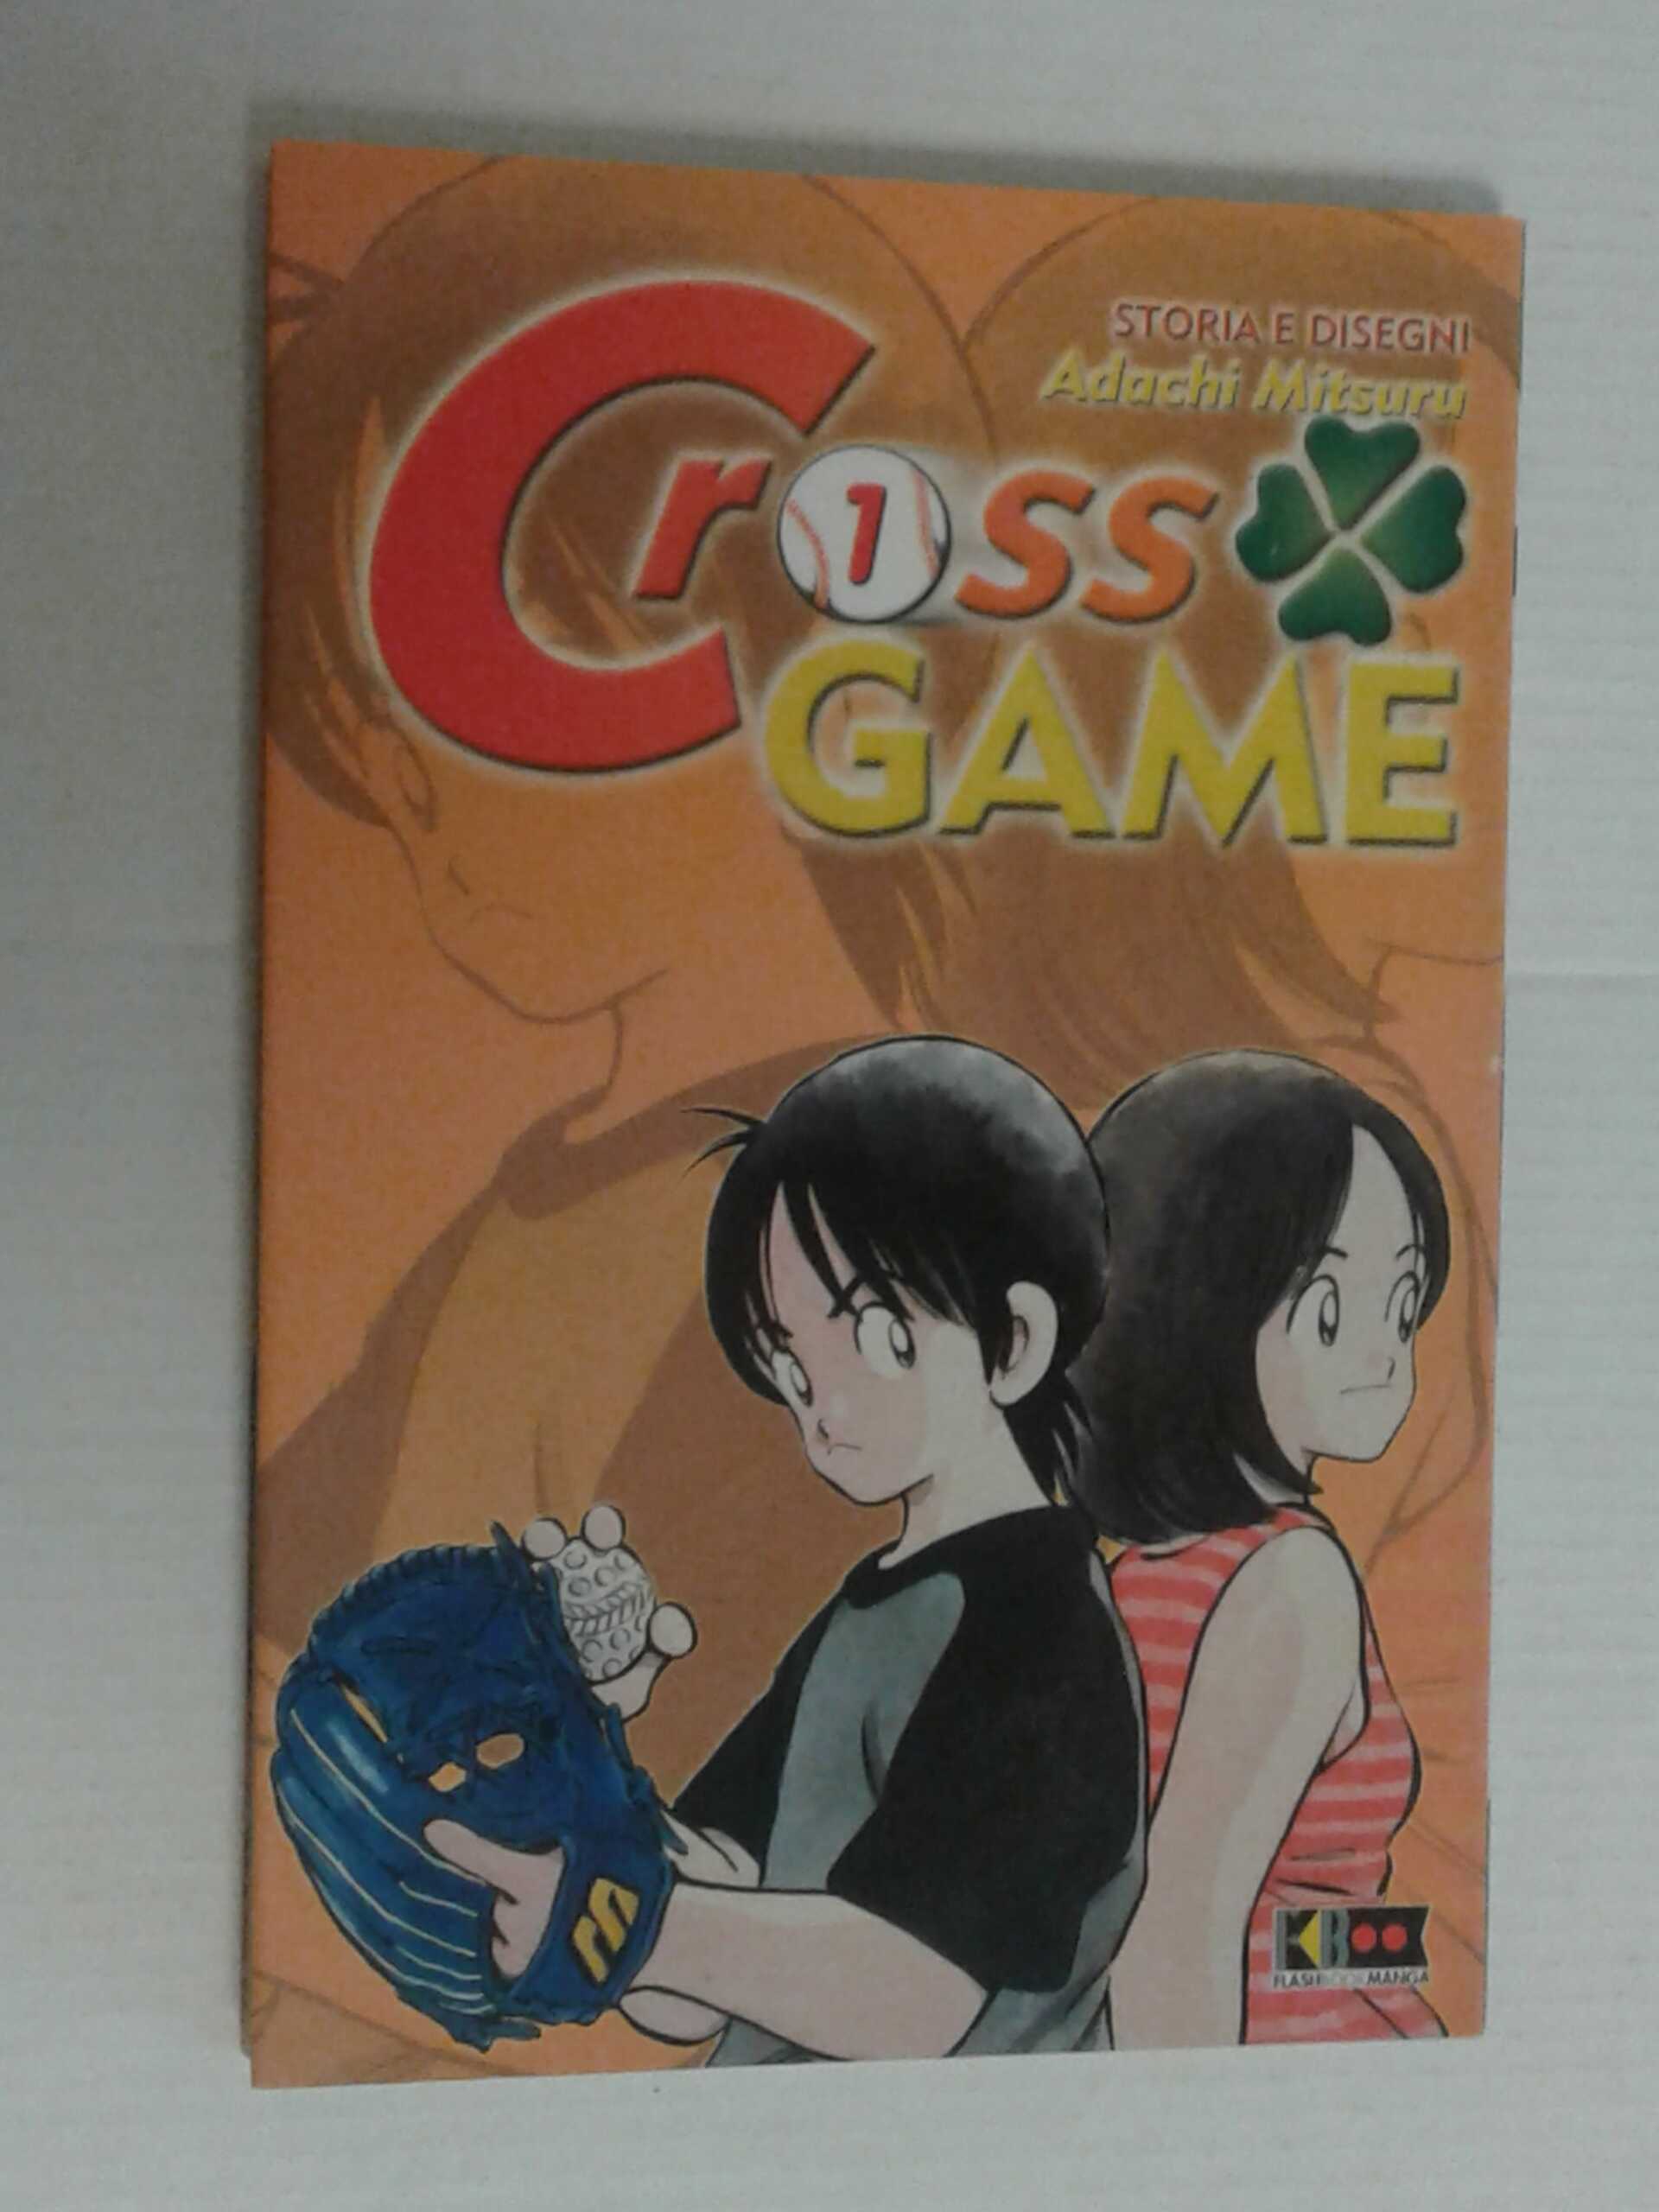 STORIA E DISEGNI
Adachi Mitsuru
Cross
1
GAME
FLASHBOOK MANGA